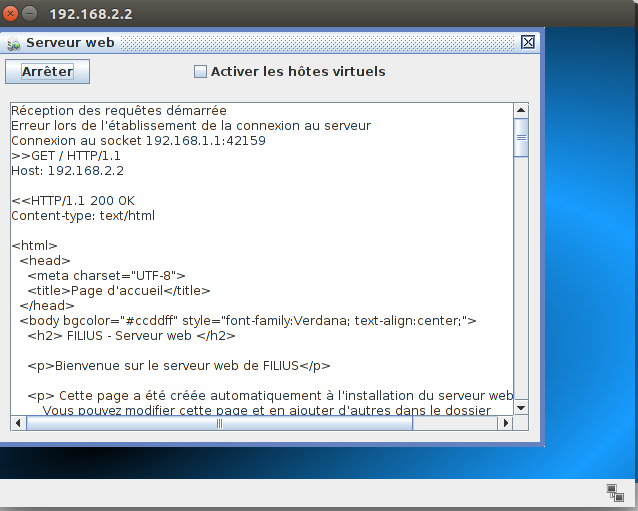 192.168.2.2
Serveur web
Arrêter
Activer les hôtes virtuels
Réception des requêtes démarrée
Erreur lors de l'établissement de la connexion au serveur
Connexion au socket 192.168.1.1:42159
>>GET / HTTP/1.1
Host: 192.168.2.2
<<HTTP/1.1 200 OK
Content-type: text/html
<html>
<head>
<meta charset="UTF-8">
<title>Page d'accueil</title>
</head>
<body bgcolor="#ccddff" style="font-family:Verdana; text-align:center;">
<h2> FILIUS - Serveur web </h2>
<p>Bienvenue sur le serveur web de FILIUS</p>
<p> Cette page a été créée automatiquement à l'installation du serveur web
Vous pouvez modifier cette page et en ajouter d'autres dans le dossier